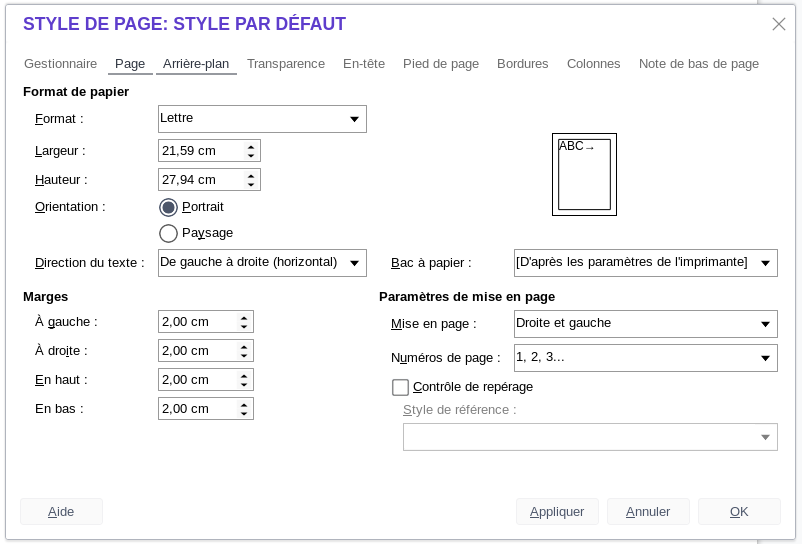 STYLE DE PAGE: STYLE PAR DÉFAUT
Gestionnaire Page Arrière-plan Transparence En-tête Pied de page Bordures Colonnes Note de bas de page
Format de papier
Format : Lettre
Largeur : 21,59 cm
Hauteur : 27,94 cm
Orientation : Portrait
Paysage
ABC→
Direction du texte : De gauche à droite (horizontal)
Bac à papier : [D'après les paramètres de l'imprimante]
Marges
À gauche : 2,00 cm
À droite : 2,00 cm
En haut : 2,00 cm
En bas : 2,00 cm
Paramètres de mise en page
Mise en page : Droite et gauche
Numéros de page : 1, 2, 3...
Contrôle de repérage
Style de référence :
Aide Appliquer Annuler OK